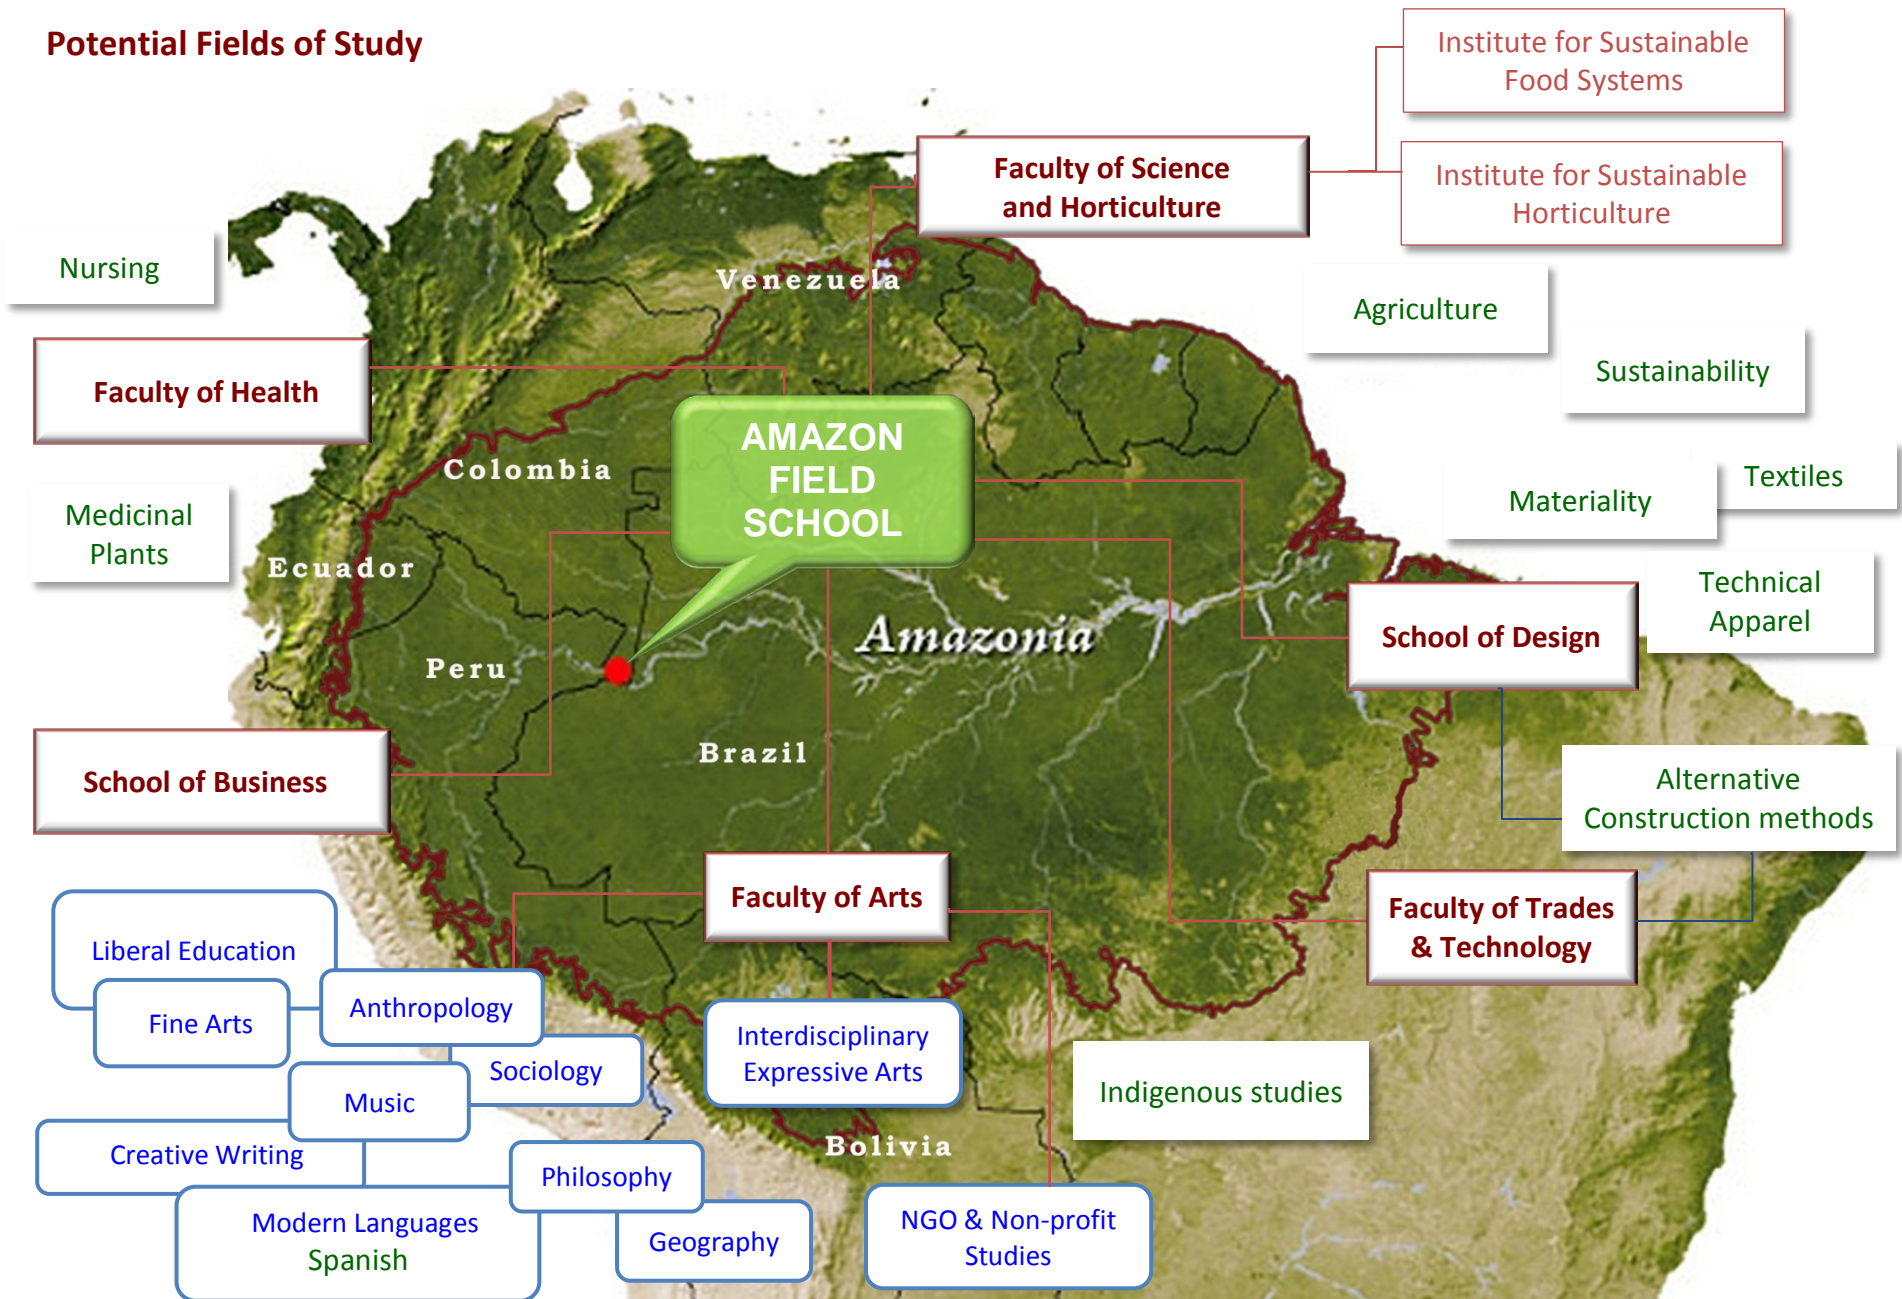 Potential Fields of Study
Institute for Sustainable
Food Systems
Faculty of Science
and Horticulture
Institute for Sustainable
Horticulture
Nursing
Venezuela
Agriculture
Sustainability
Faculty of Health
AMAZON
FIELD
SCHOOL
Colombia
Textiles
Materiality
Medicinal
Plants
Ecuador
Technical
Apparel
Amazonia
School of Design
Peru
Brazil
School of Business
Alternative
Construction methods
Faculty of Arts
Faculty of Trades
& Technology
Liberal Education
Fine Arts
Anthropology
Sociology
Interdisciplinary
Expressive Arts
Music
Indigenous studies
Creative Writing
Bolivia
Philosophy
Modern Languages
Spanish
Geography
NGO & Non-profit
Studies